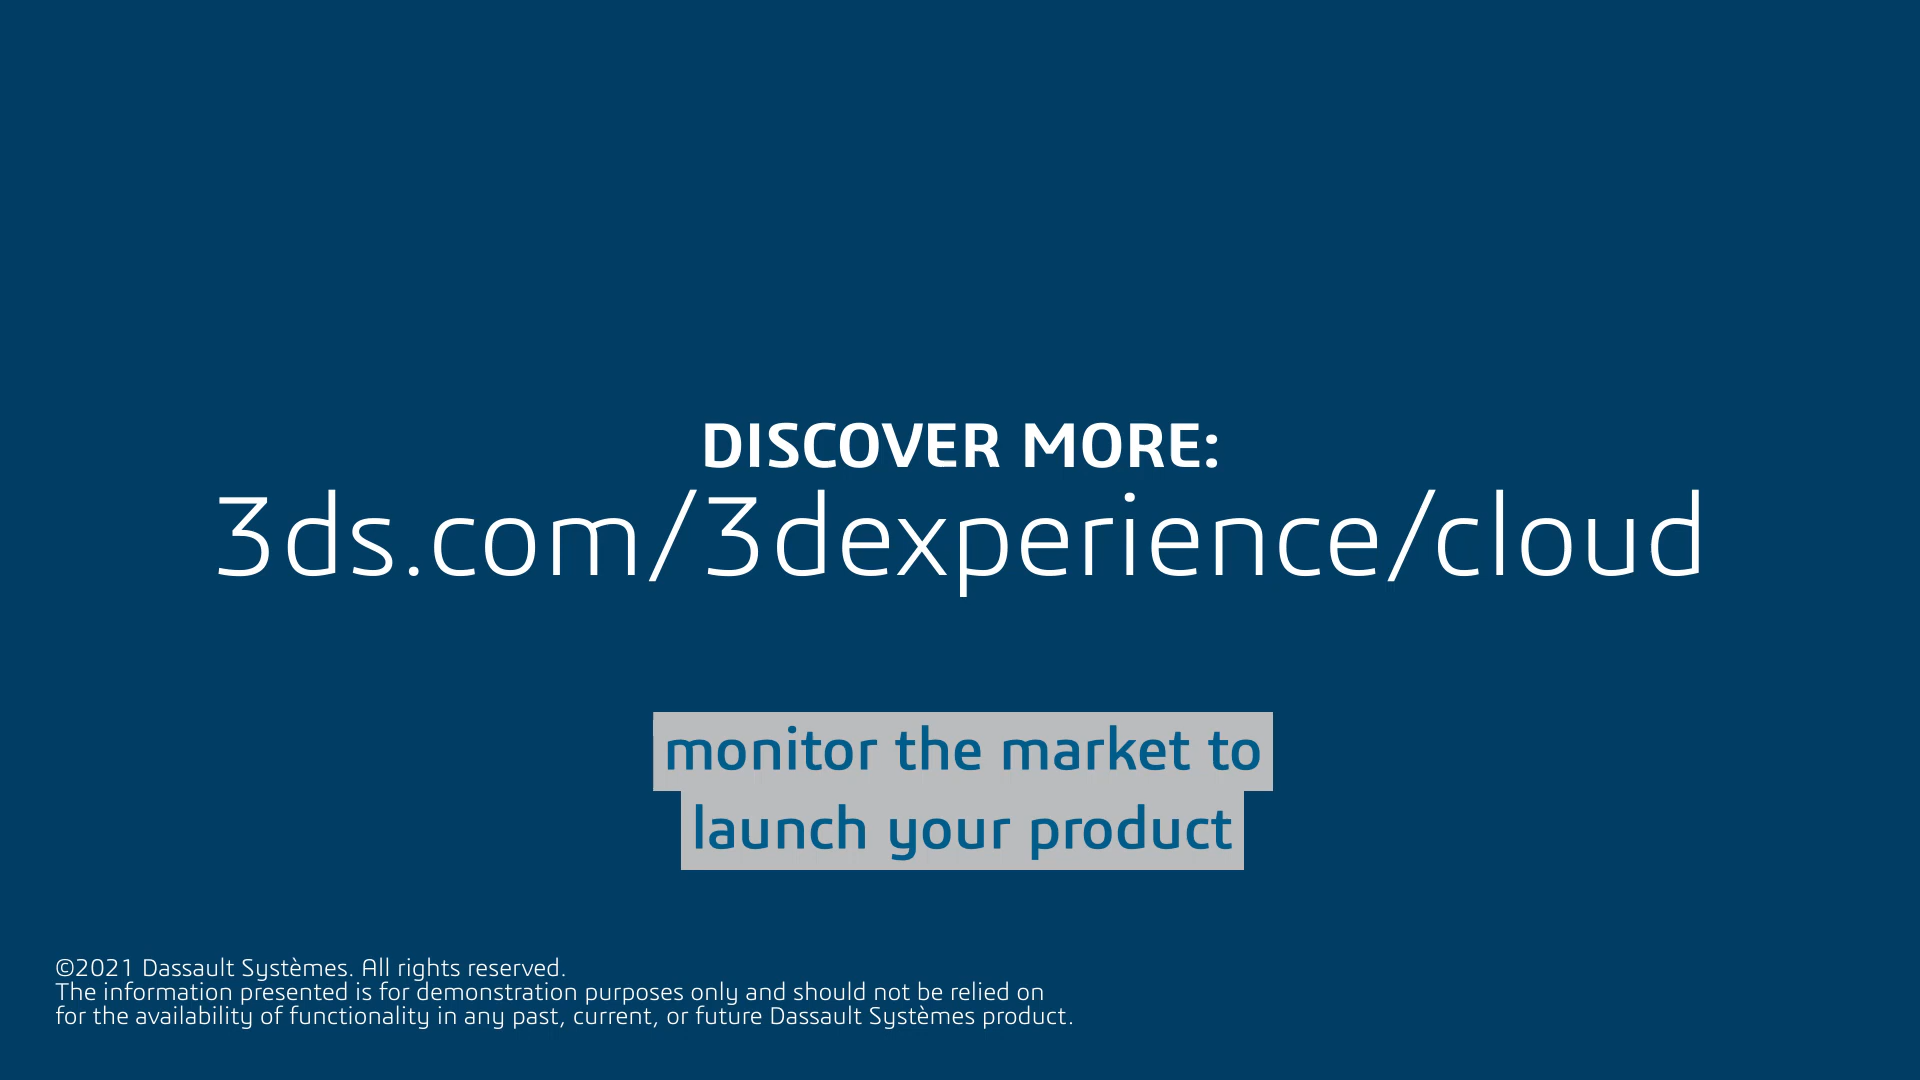 DISCOVER MORE:
3ds.com/3dexperience/cloud
monitor the market to
launch your product
©2021 Dassault Systèmes. All rights reserved.
The information presented is for demonstration purposes only and should not be relied on
for the availability of functionality in any past, current, or future Dassault Systèmes product.